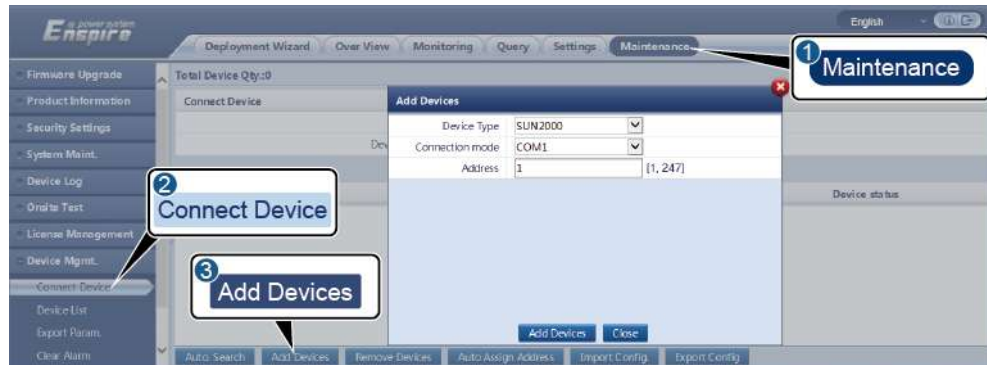 e power system
Enspire
English
Deployment Wizard Over View Monitoring Query Settings Maintenance
1 Maintenance
Firmware Upgrade
Product Information
Security Settings
System Maint.
Device Log
Onsite Test
License Management
Device Mgmt.
Connect Device
Device List
Export Param.
Clear Alarm
Total Device Qty.:0
Connect Device
Dev
Add Devices
Device Type SUN2000
Connection mode COM1
Address 1 [1, 247]
Device status
2 Connect Device
3 Add Devices
Add Devices Close
Auto. Search Add Devices Remove Devices Auto Assign Address Import Config. Export Config